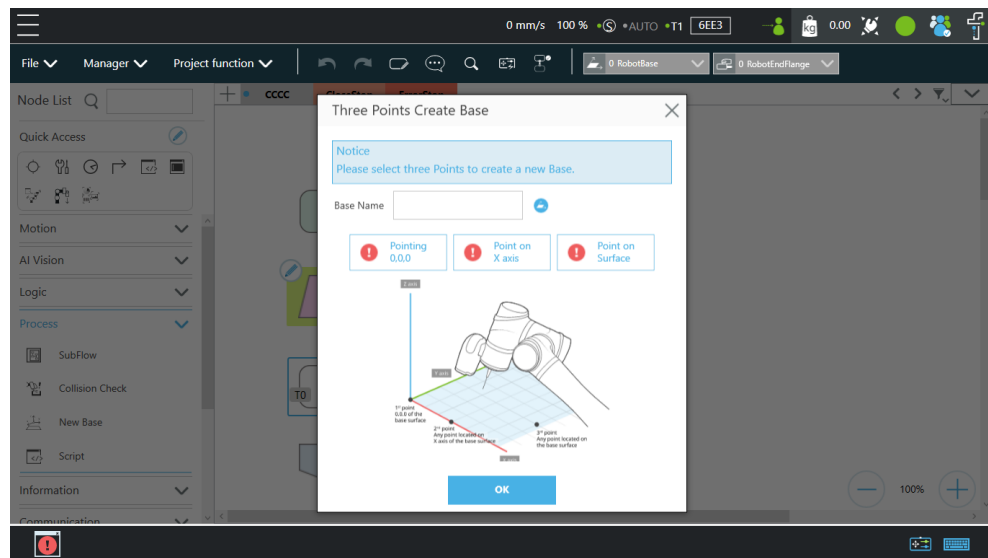 0 mm/s 100 % S AUTO T1 6EE3 kg 0.00
File Manager Project function 0 RobotBase 0 RobotEndFlange
Node List
cccc
Quick Access
Motion
AI Vision
Logic
Process
SubFlow
Collision Check
New Base
Script
Information
Communication
T0
Three Points Create Base
Notice
Please select three Points to create a new Base.
Base Name
Pointing
0,0,0
Point on
X axis
Point on
Surface
Z axis
Y axis
1st point
0,0,0 of the
base surface
2nd point
Any point located on
X axis of the base surface
3rd point
Any point located on
the base surface
X axis
OK
100%